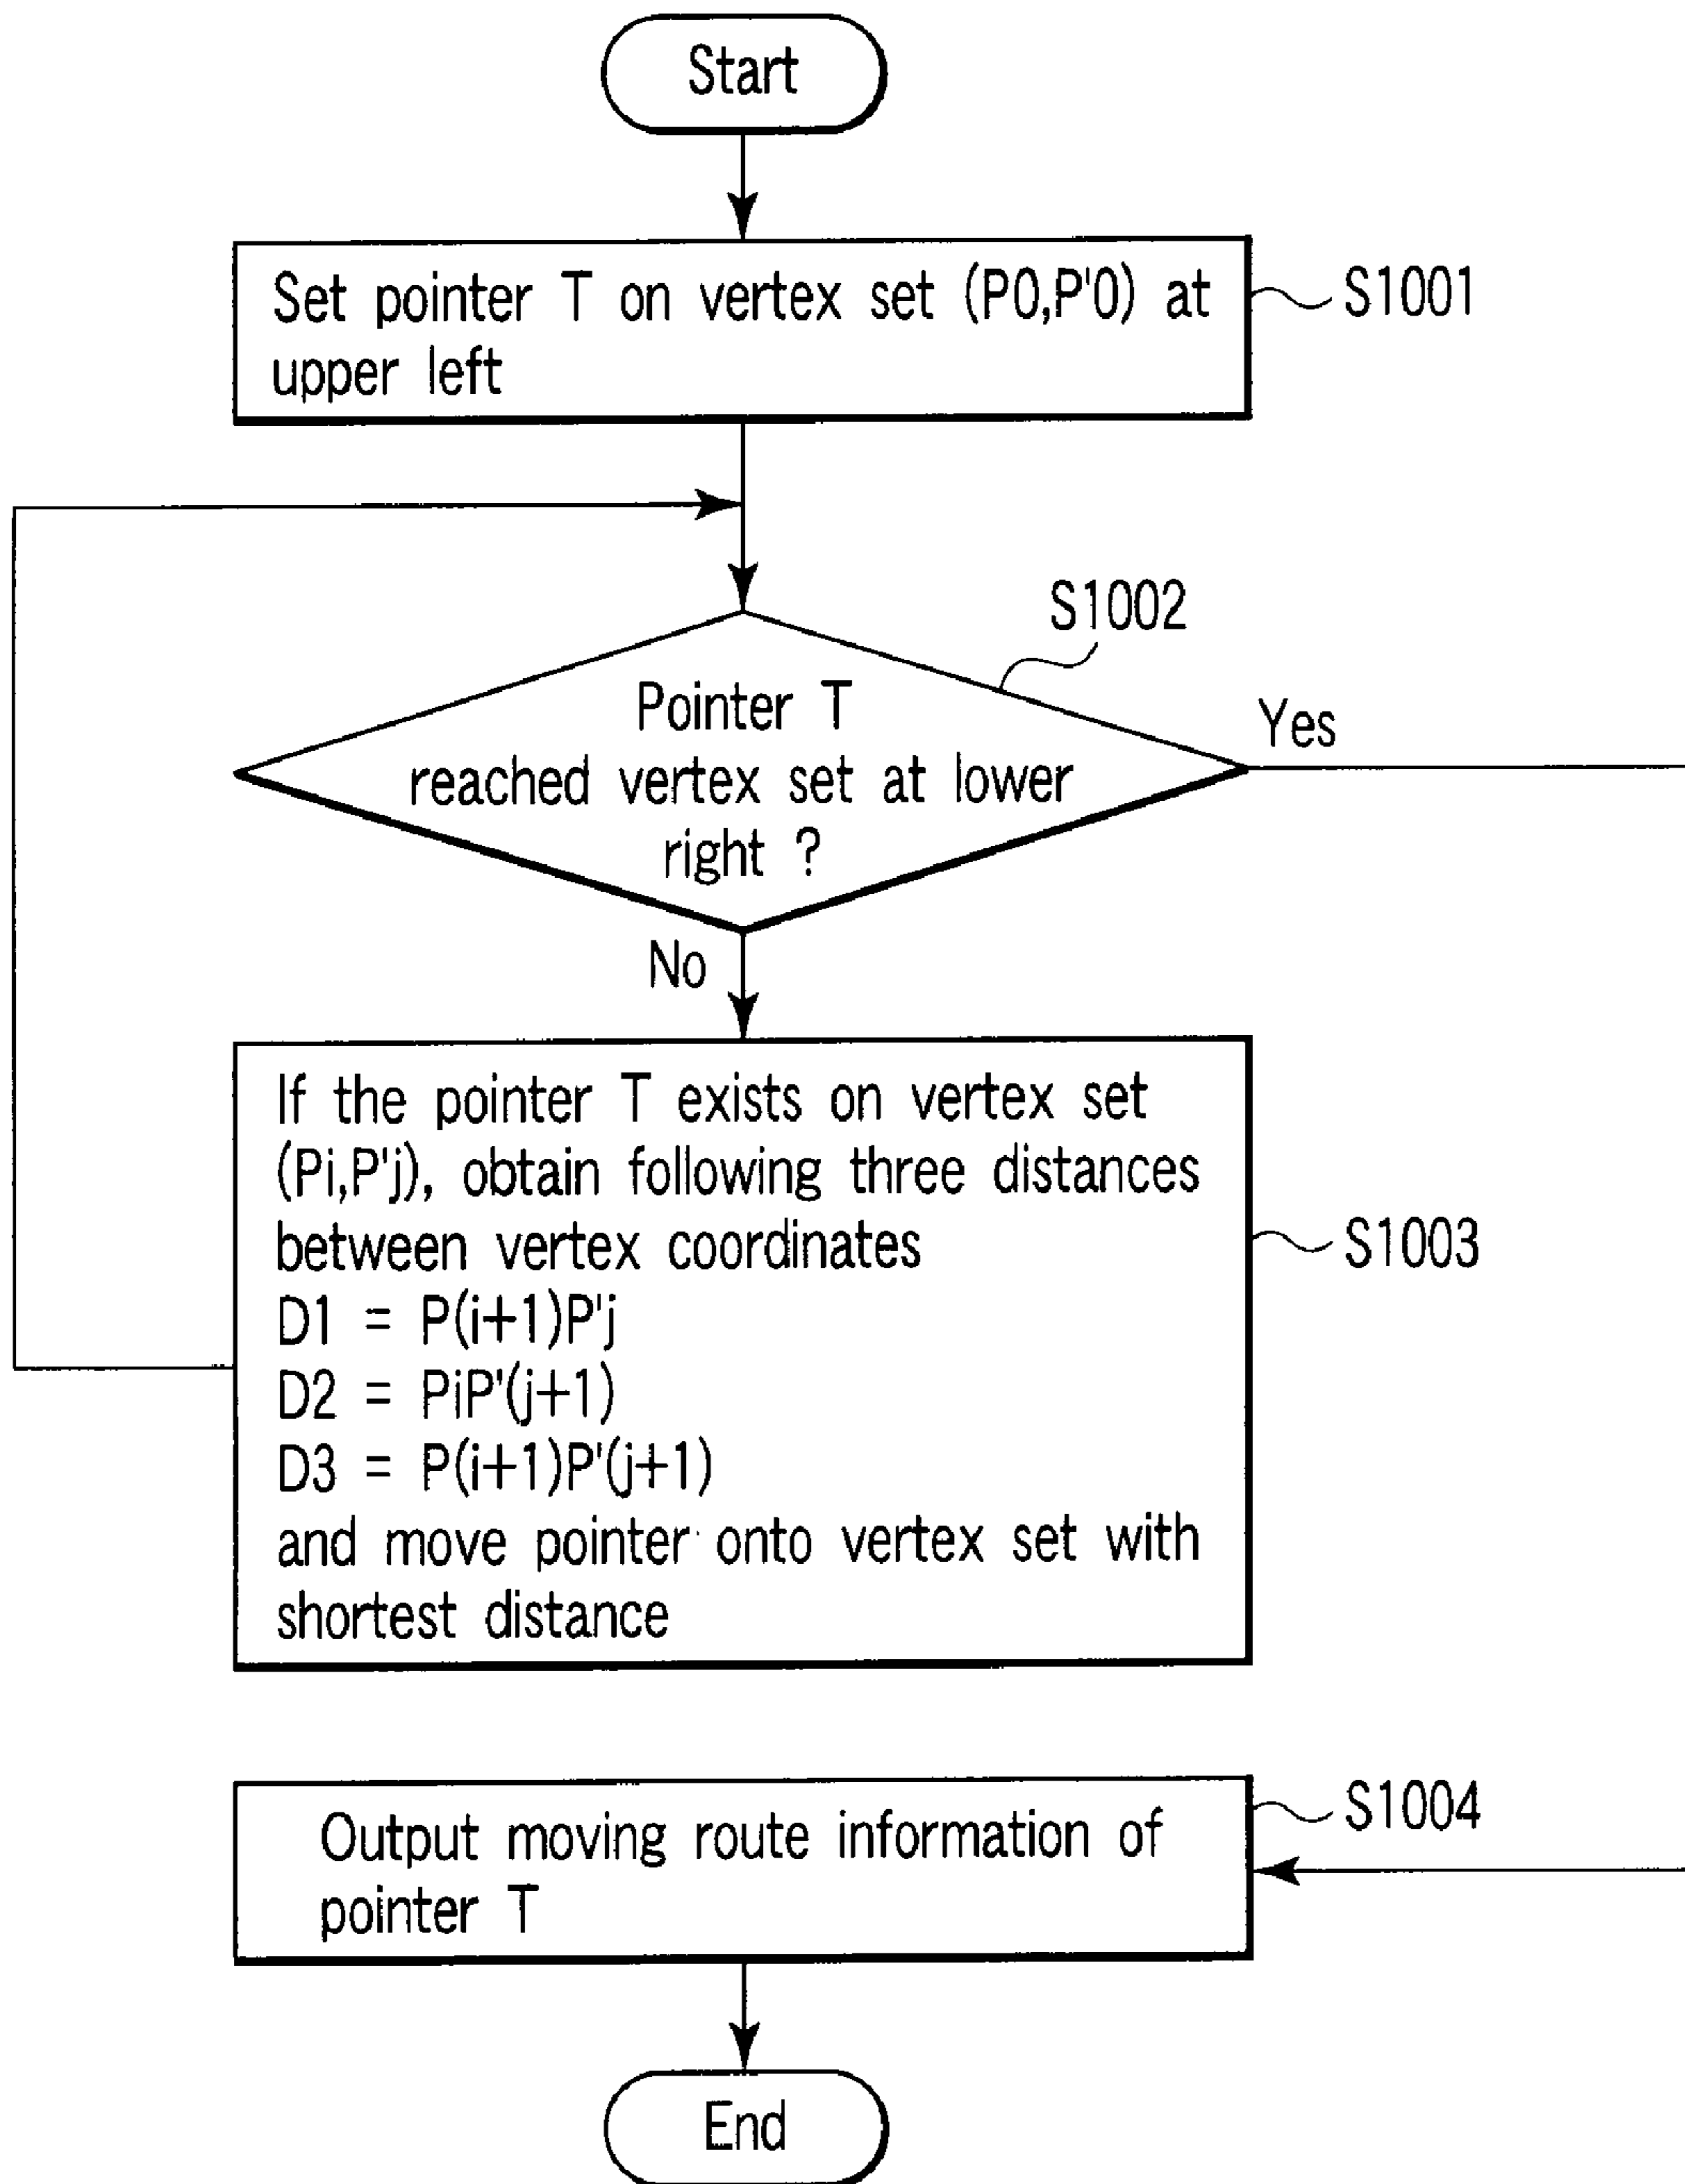 Start
Set pointer T on vertex set (P0,P'0) at
upper left
S1001
S1002
Pointer T
reached vertex set at lower
right ?
Yes
No
If the pointer T exists on vertex set
(Pi,P'j), obtain following three distances
between vertex coordinates
D1 = P(i+1)P'j
D2 = PiP'(j+1)
D3 = P(i+1)P'(j+1)
and move pointer onto vertex set with
shortest distance
S1003
Output moving route information of
pointer T
S1004
End